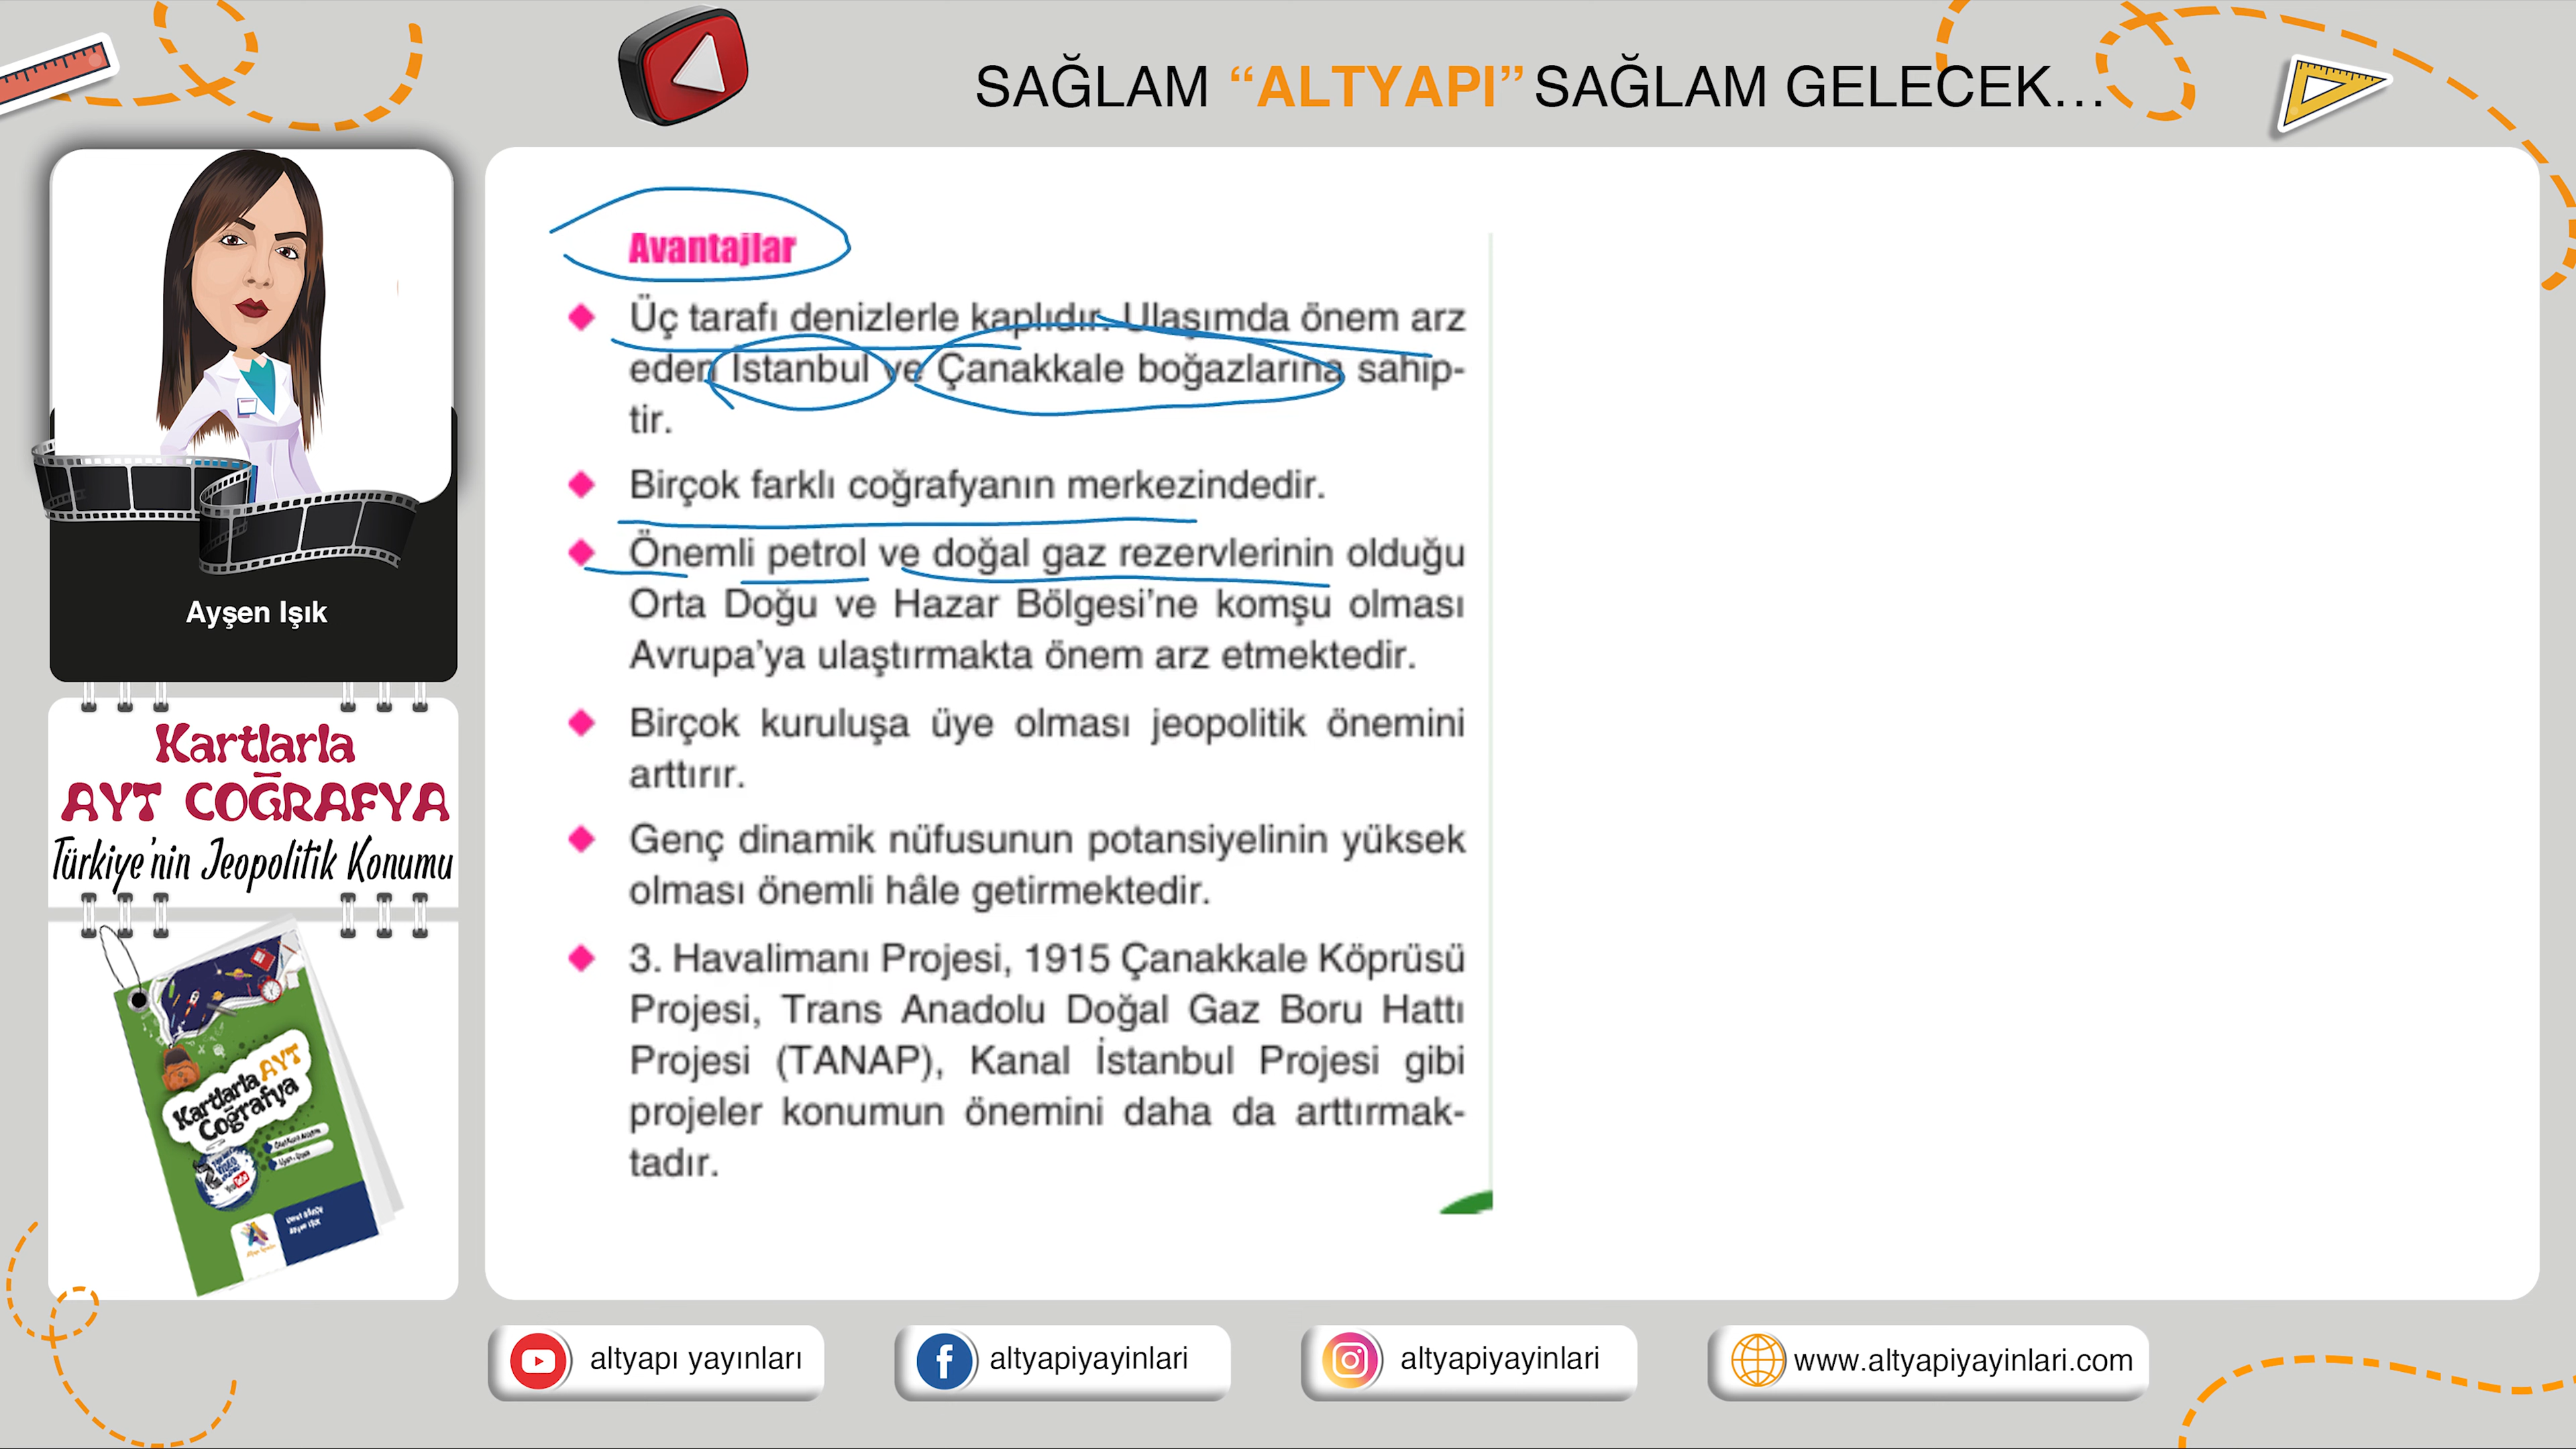 SAĞLAM “ALTYAPI” SAĞLAM GELECEK...
Ayşen Işık
Kartlarla
AYT COĞRAFYA
Türkiye'nin Jeopolitik Konumu
Kartlarla AYT
Coğrafya
Avantajlar
Üç tarafı denizlerle kaplıdır. Ulaşımda önem arz
eden İstanbul ve Çanakkale boğazlarına sahip-
tir.
Birçok farklı coğrafyanın merkezindedir.
Önemli petrol ve doğal gaz rezervlerinin olduğu
Orta Doğu ve Hazar Bölgesi'ne komşu olması
Avrupa'ya ulaştırmakta önem arz etmektedir.
Birçok kuruluşa üye olması jeopolitik önemini
arttırır.
Genç dinamik nüfusunun potansiyelinin yüksek
olması önemli hâle getirmektedir.
3. Havalimanı Projesi, 1915 Çanakkale Köprüsü
Projesi, Trans Anadolu Doğal Gaz Boru Hattı
Projesi (TANAP), Kanal İstanbul Projesi gibi
projeler konumun önemini daha da arttırmak-
tadır.
altyapı yayınları
altyapiyayinlari
altyapiyayinlari
www.altyapiyayinlari.com